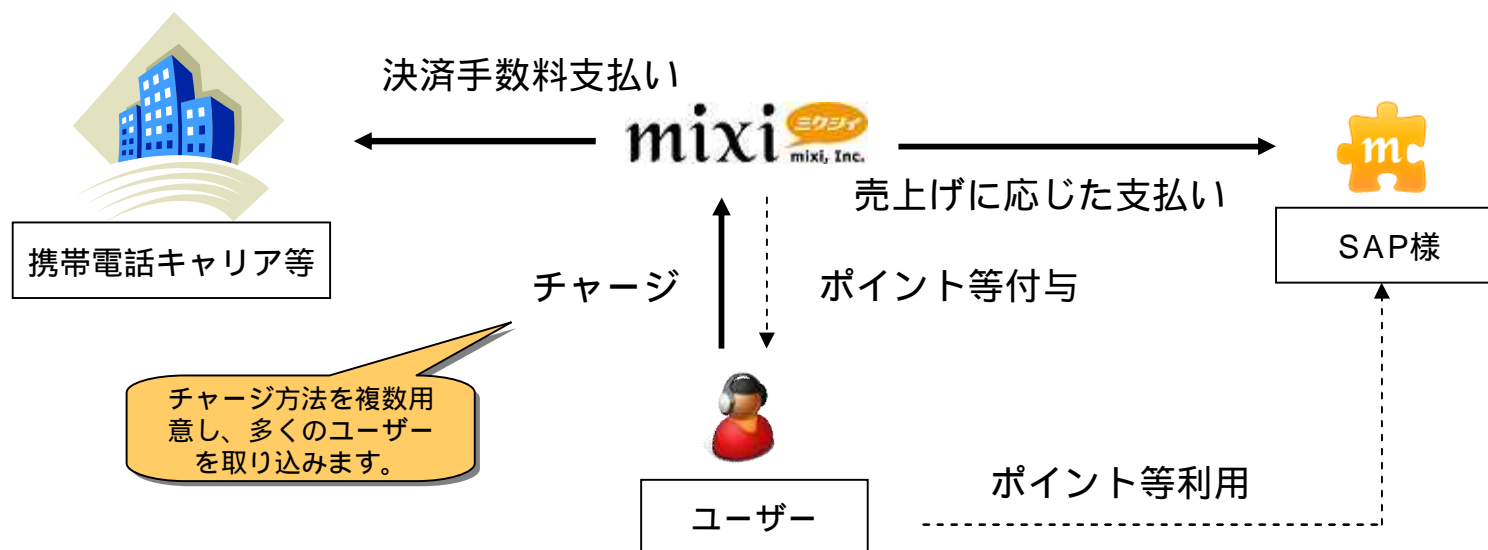 決済手数料支払い
mixi
ミクシィ
mixi, Inc.
m
売上げに応じた支払い
携帯電話キャリア等
SAP様
チャージ
ポイント等付与
チャージ方法を複数用
意し、多くのユーザー
を取り込みます。
ポイント等利用
ユーザー